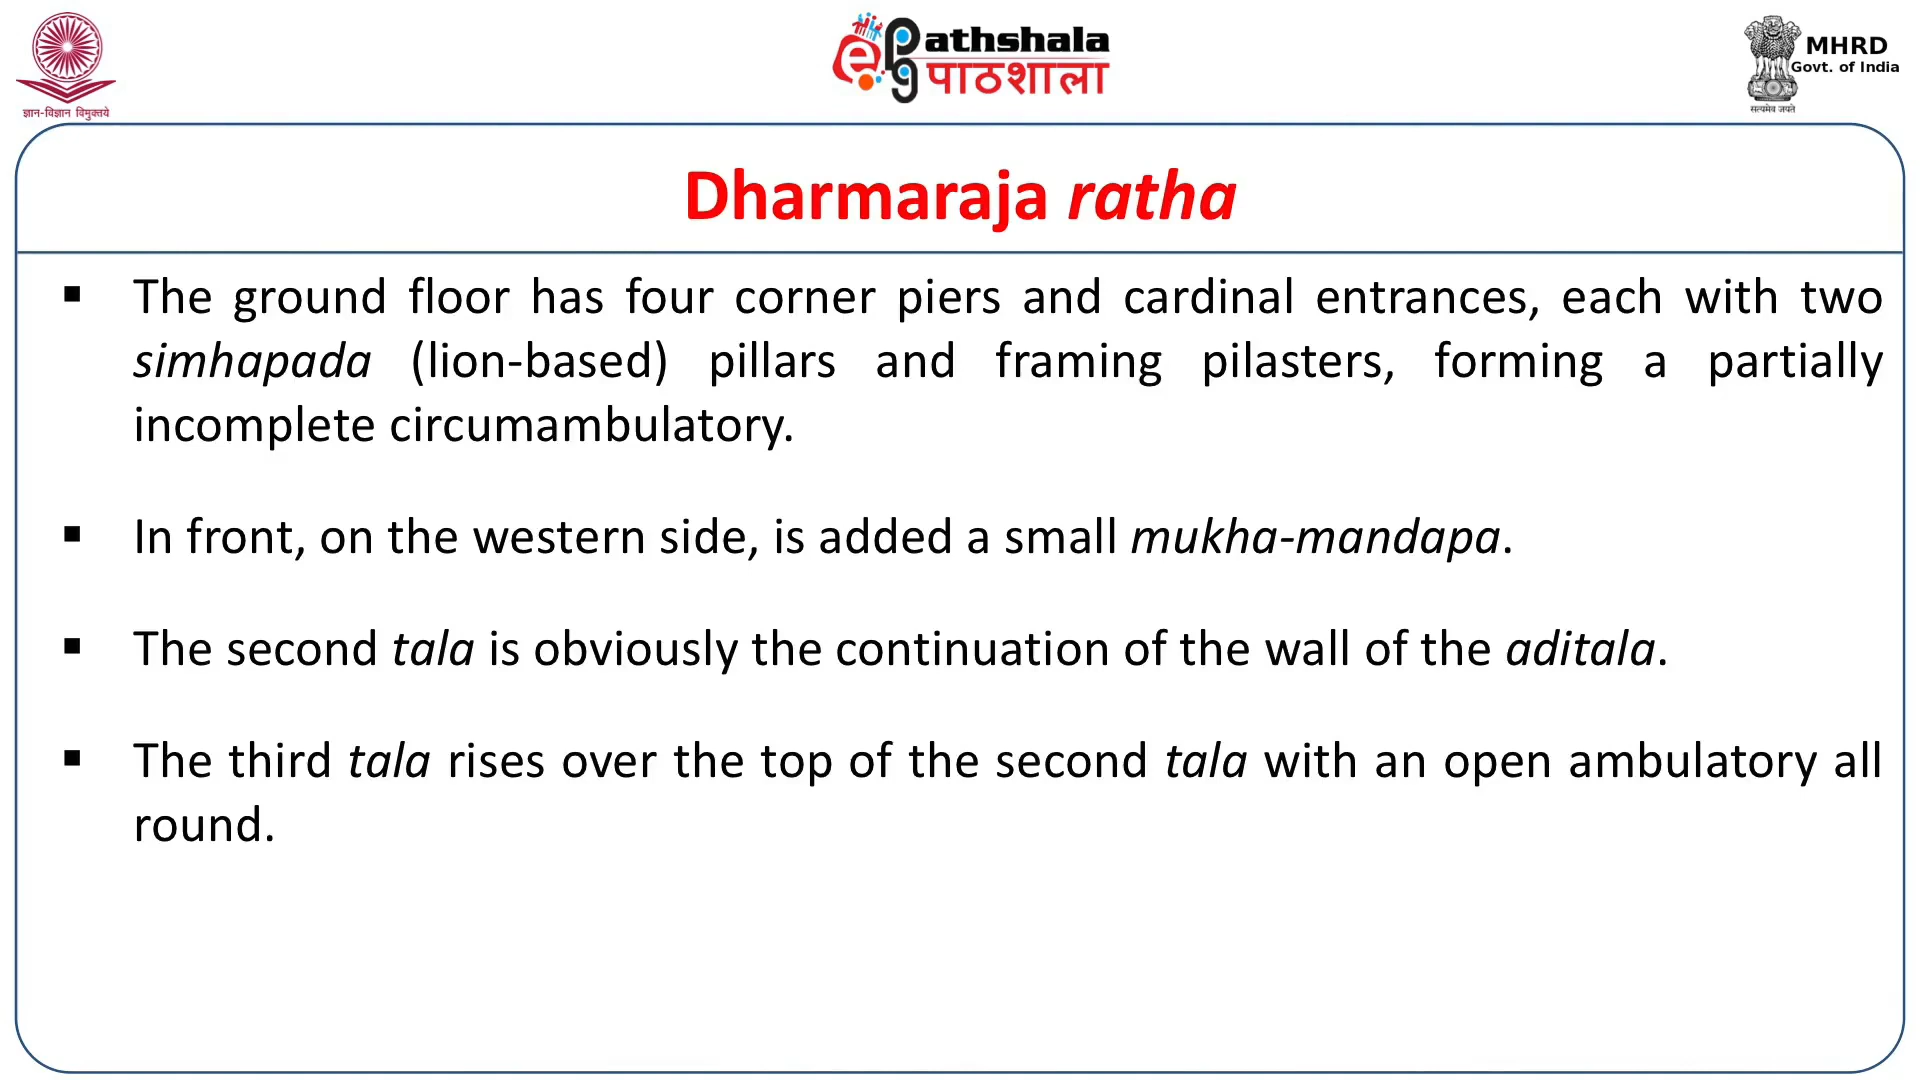 ज्ञान-विज्ञान विमुक्तये
ePathshala
पाठशाला
pg
MHRD
Govt. of India
सत्यमेव जयते
Dharmaraja ratha
▪ The ground floor has four corner piers and cardinal entrances, each with two
simhapada (lion-based) pillars and framing pilasters, forming a partially
incomplete circumambulatory.
▪ In front, on the western side, is added a small mukha-mandapa.
▪ The second tala is obviously the continuation of the wall of the aditala.
▪ The third tala rises over the top of the second tala with an open ambulatory all
round.